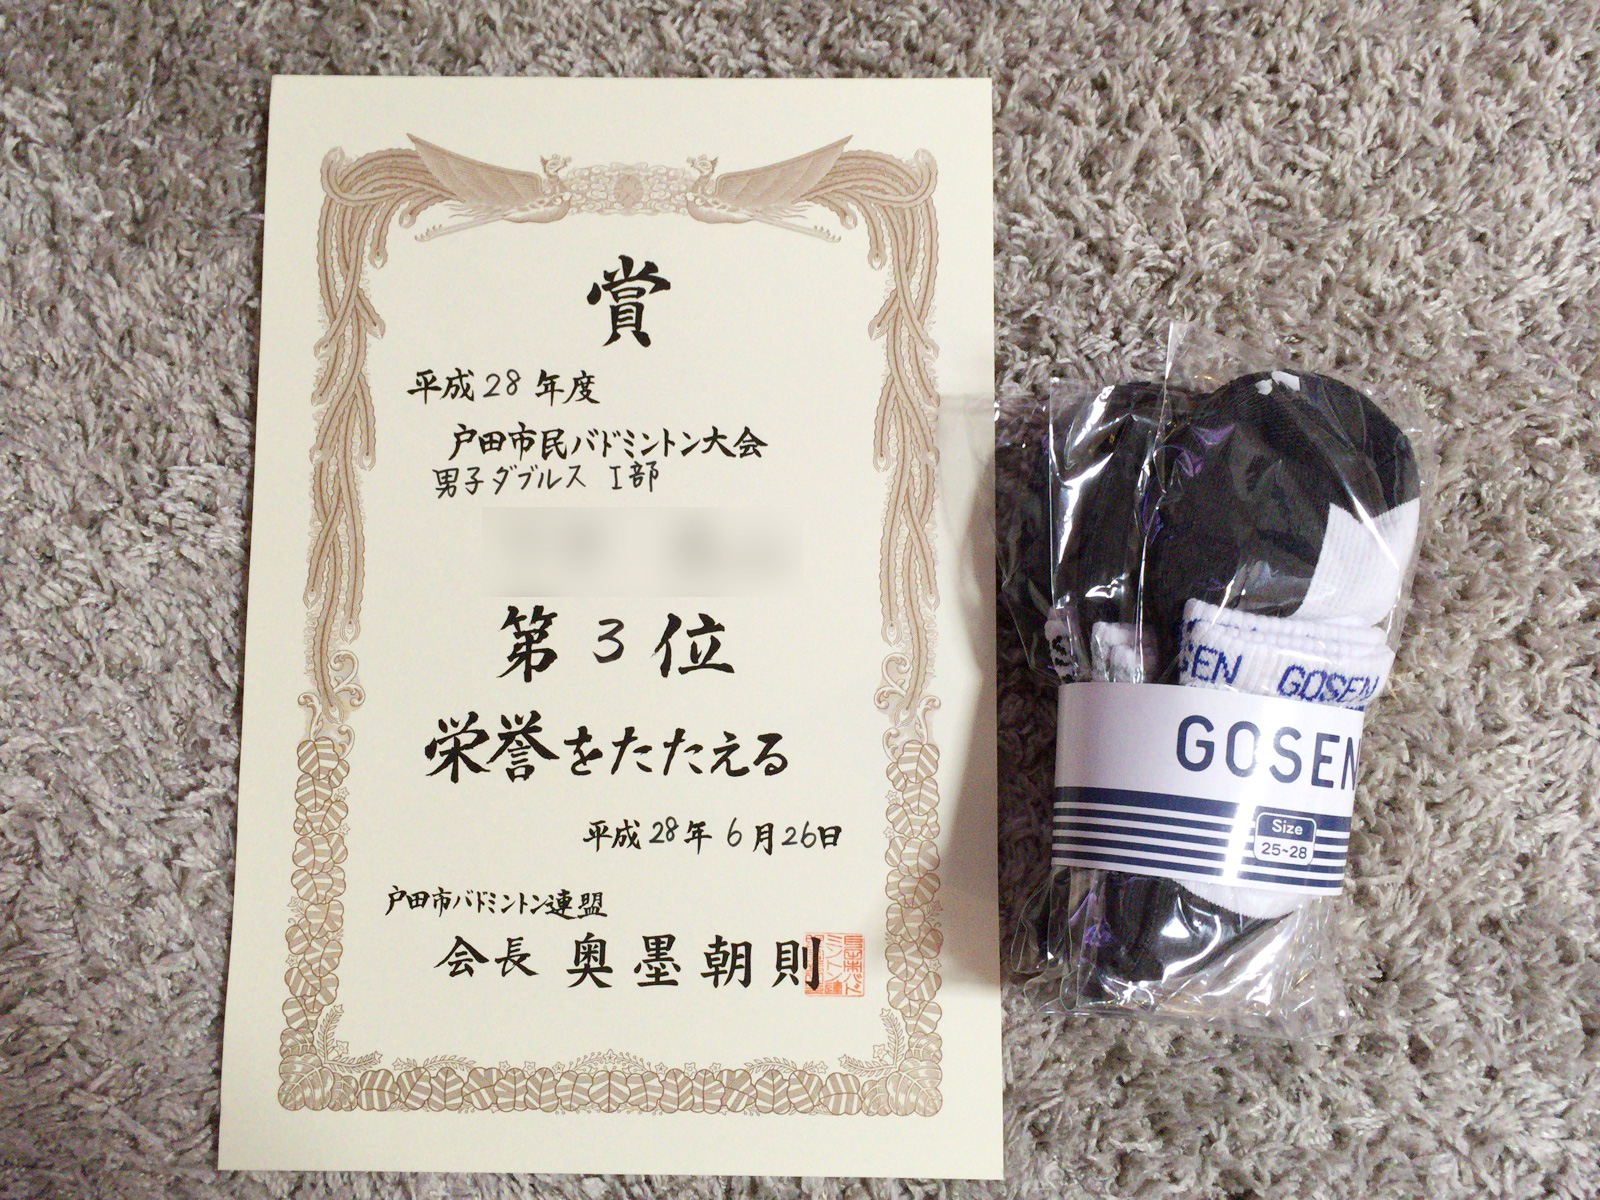 賞
平成28年度
戸田市民バドミントン大会
男子ダブルス I部
第3位
栄誉をたたえる
平成28年6月26日
戸田市バドミントン連盟
会長 奥墨朝則
SEN GOSEN
GOSEN
Size
25~28